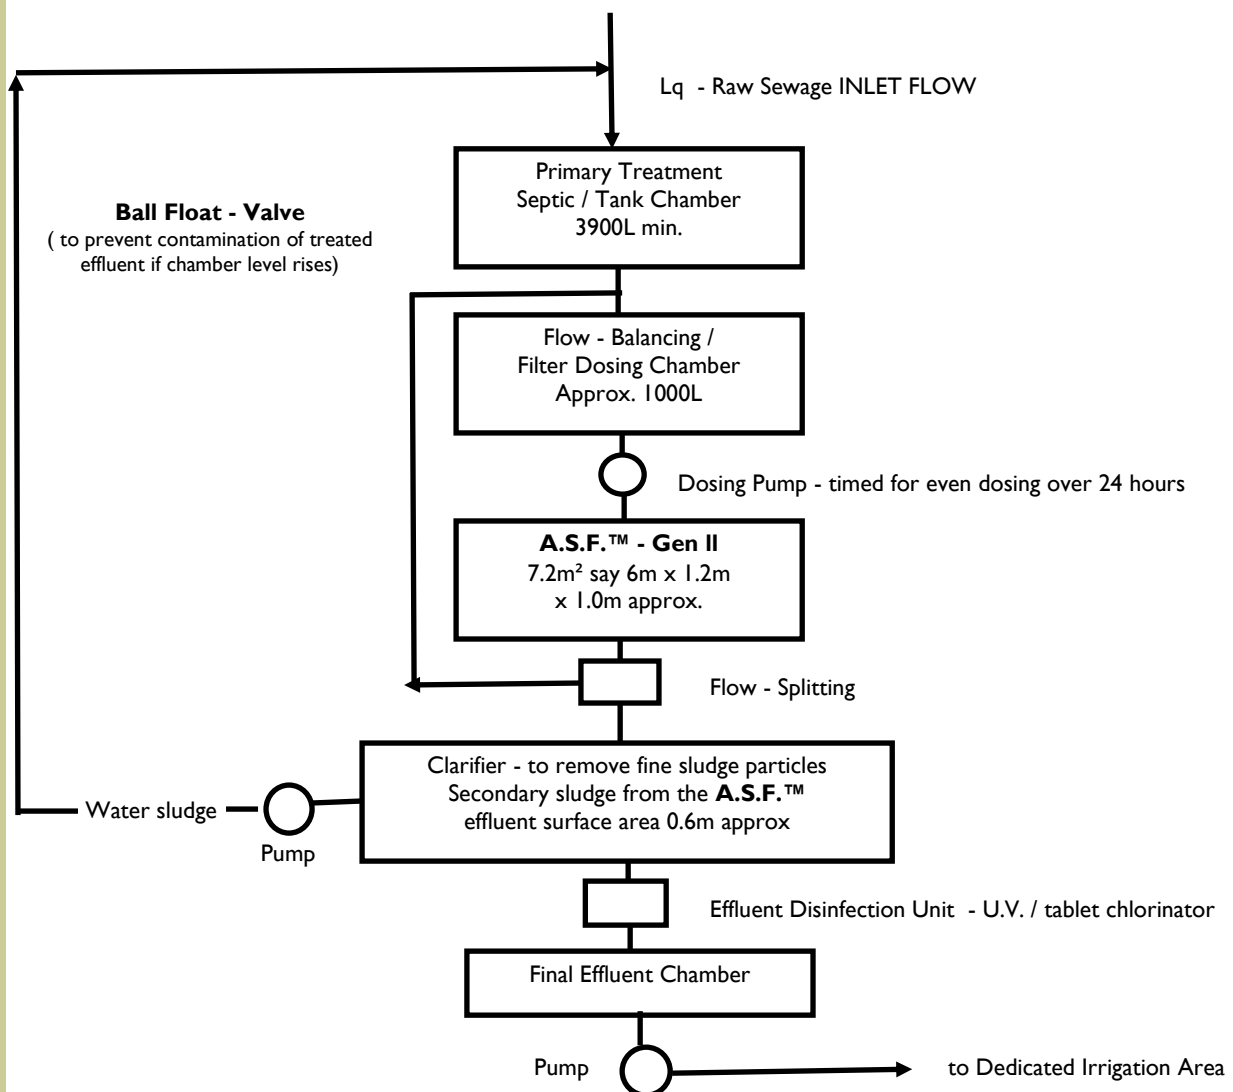 Lq - Raw Sewage INLET FLOW
Primary Treatment
Septic / Tank Chamber
3900L min.
Ball Float - Valve
( to prevent contamination of treated
effluent if chamber level rises)
Flow - Balancing /
Filter Dosing Chamber
Approx. 1000L
Dosing Pump - timed for even dosing over 24 hours
A.S.F.™ - Gen II
7.2m² say 6m x 1.2m
x 1.0m approx.
Flow - Splitting
Clarifier - to remove fine sludge particles
Secondary sludge from the A.S.F.™
effluent surface area 0.6m approx
Water sludge
Pump
Effluent Disinfection Unit - U.V. / tablet chlorinator
Final Effluent Chamber
Pump
to Dedicated Irrigation Area